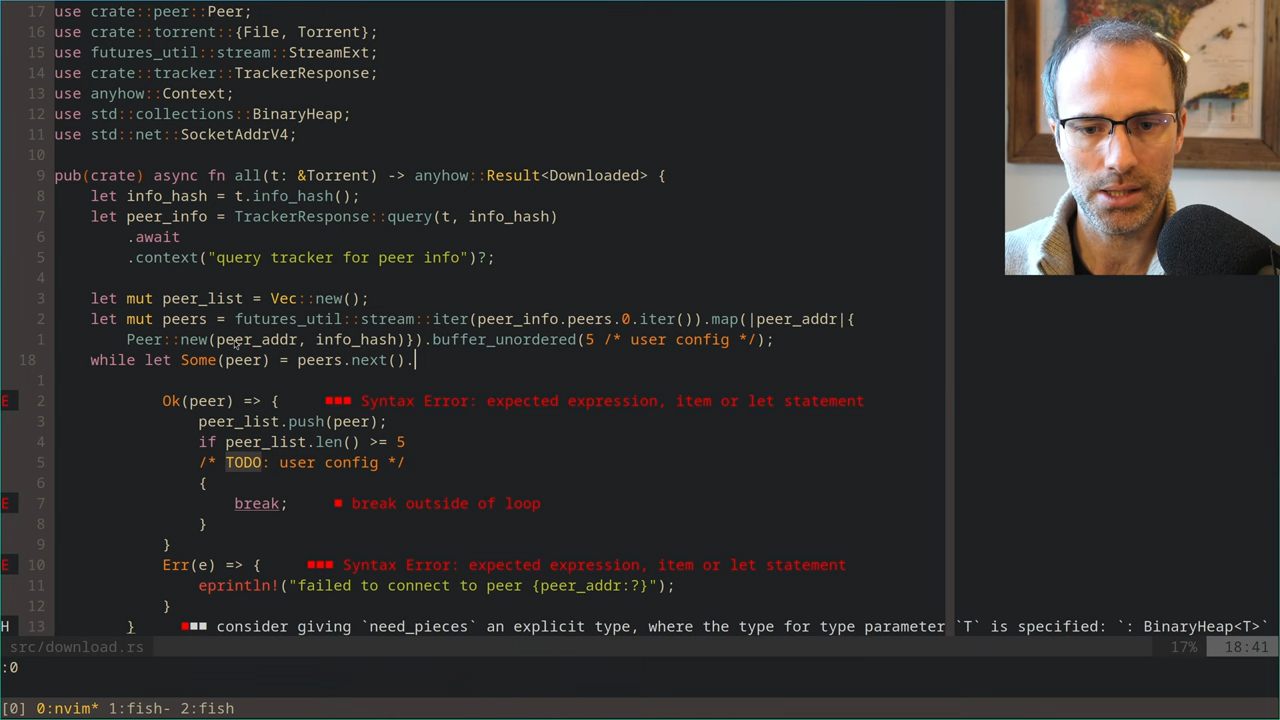 17 use crate::peer::Peer;
16 use crate::torrent::{File, Torrent};
15 use futures_util::stream::StreamExt;
14 use crate::tracker::TrackerResponse;
13 use anyhow::Context;
12 use std::collections::BinaryHeap;
11 use std::net::SocketAddrV4;
10
9 pub(crate) async fn all(t: &Torrent) -> anyhow::Result<Downloaded> {
8     let info_hash = t.info_hash();
7     let peer_info = TrackerResponse::query(t, info_hash)
6         .await
5         .context("query tracker for peer info")?;
4
3     let mut peer_list = Vec::new();
2     let mut peers = futures_util::stream::iter(peer_info.peers.0.iter()).map(|peer_addr|{
1         Peer::new(peer_addr, info_hash)}).buffer_unordered(5 /* user config */);
18     while let Some(peer) = peers.next().
1
E 2             Ok(peer) => {     ■■■ Syntax Error: expected expression, item or let statement
3                 peer_list.push(peer);
4                 if peer_list.len() >= 5
5                 /* TODO: user config */
6                 {
E 7                     break;     ■ break outside of loop
8                 }
9             }
E 10             Err(e) => {   ■■■ Syntax Error: expected expression, item or let statement
11                 eprintln!("failed to connect to peer {peer_addr:?}");
12             }
H 13         }     ■■■ consider giving `need_pieces` an explicit type, where the type for type parameter `T` is specified: `: BinaryHeap<T>`
src/download.rs 17% 18:41
:0
[0] 0:nvim* 1:fish- 2:fish